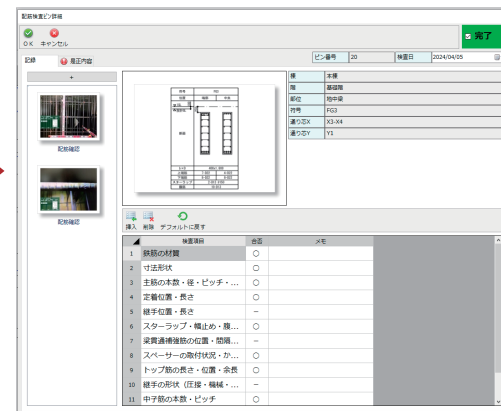 配筋検査ピン詳細
OK キャンセル
完了
記録 是正内容
ピン番号 20 検査日 2024/04/05
+
配筋確認
配筋確認
棟 本棟
階 基礎階
部位 地中梁
符号 FG3
通り芯X X3-X4
通り芯Y Y1
挿入 削除 デフォルトに戻す
検査項目 合否 メモ
1 鉄筋の材質 ○
2 寸法形状 ○
3 主筋の本数・径・ピッチ・... ○
4 定着位置・長さ ○
5 継手位置・長さ －
6 スターラップ・幅止め・腹... ○
7 梁貫通補強筋の位置・間隔... －
8 スペーサーの取付状況・か... ○
9 トップ筋の長さ・位置・余長 ○
10 継手の形状（圧接・機械・... －
11 中子筋の本数・ピッチ ○